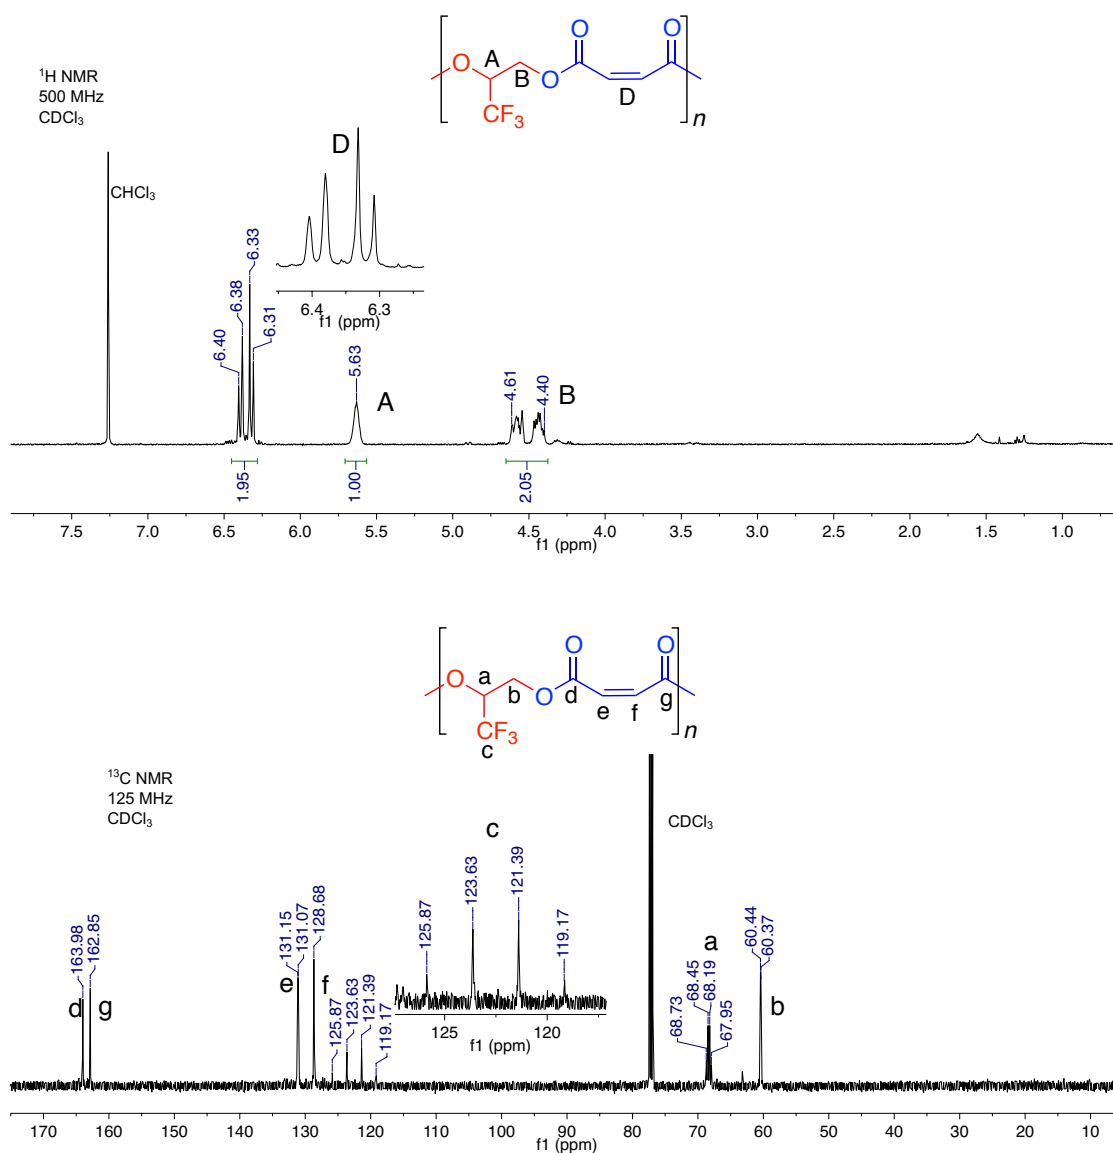 O
O
O
A
B
O
D
CF₃
n
¹H NMR
500 MHz
CDCl₃
D
CHCl₃
6.4
6.3
f1 (ppm)
6.40
6.38
6.33
6.31
5.63
A
4.61
4.40
B
1.95
1.00
2.05
7.5 7.0 6.5 6.0 5.5 5.0 4.5 4.0 3.5 3.0 2.5 2.0 1.5 1.0
f1 (ppm)
O
O
O
a
b
O
d
e
f
g
CF₃
c
n
¹³C NMR
125 MHz
CDCl₃
c
CDCl₃
125.87
123.63
121.39
119.17
125
120
f1 (ppm)
163.98
162.85
d
g
131.15
131.07
128.68
e
f
125.87
123.63
121.39
119.17
a
68.73
68.45
68.19
67.95
60.44
60.37
b
170 160 150 140 130 120 110 100 90 80 70 60 50 40 30 20 10
f1 (ppm)